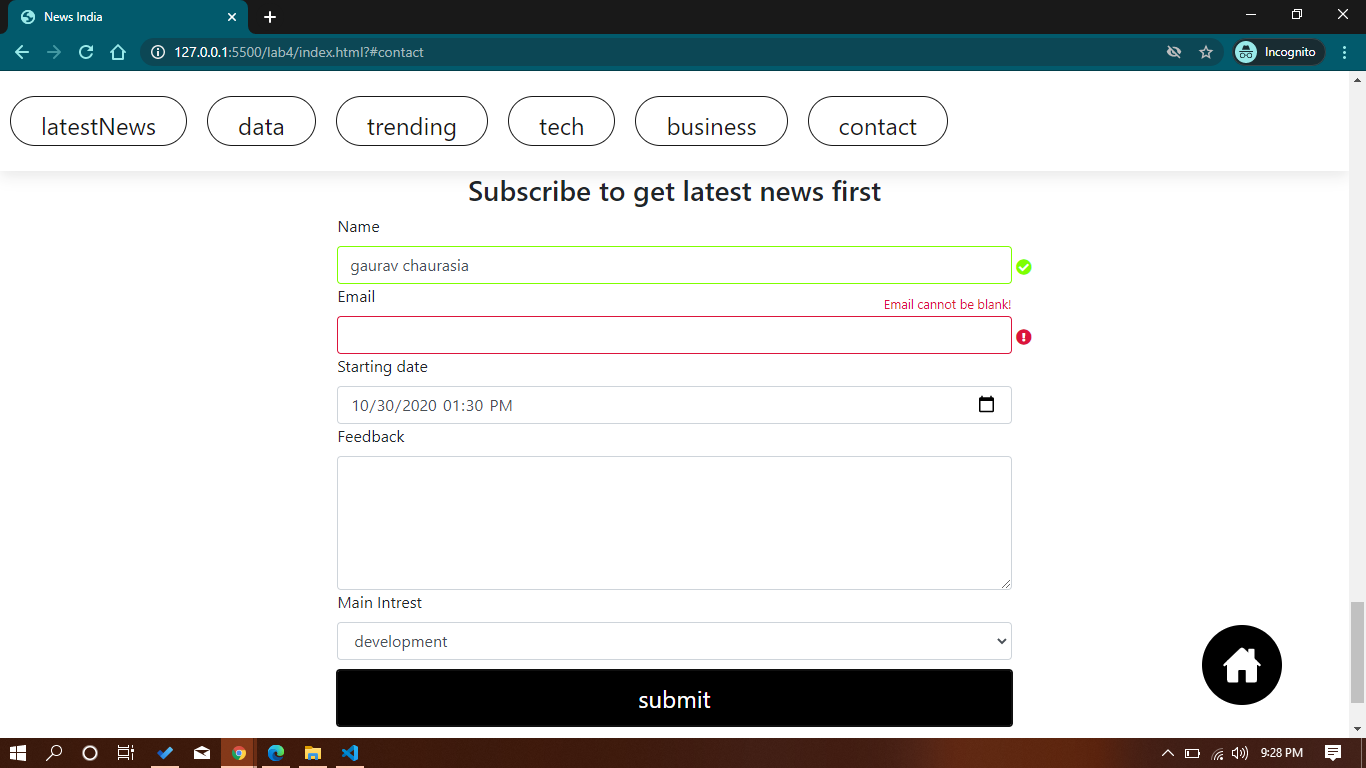 News India
127.0.0.1:5500/lab4/index.html?#contact
Incognito
latestNews data trending tech business contact
Subscribe to get latest news first
Name
gaurav chaurasia
Email
Email cannot be blank!
Starting date
10/30/2020 01:30 PM
Feedback
Main Intrest
development
submit
9:28 PM